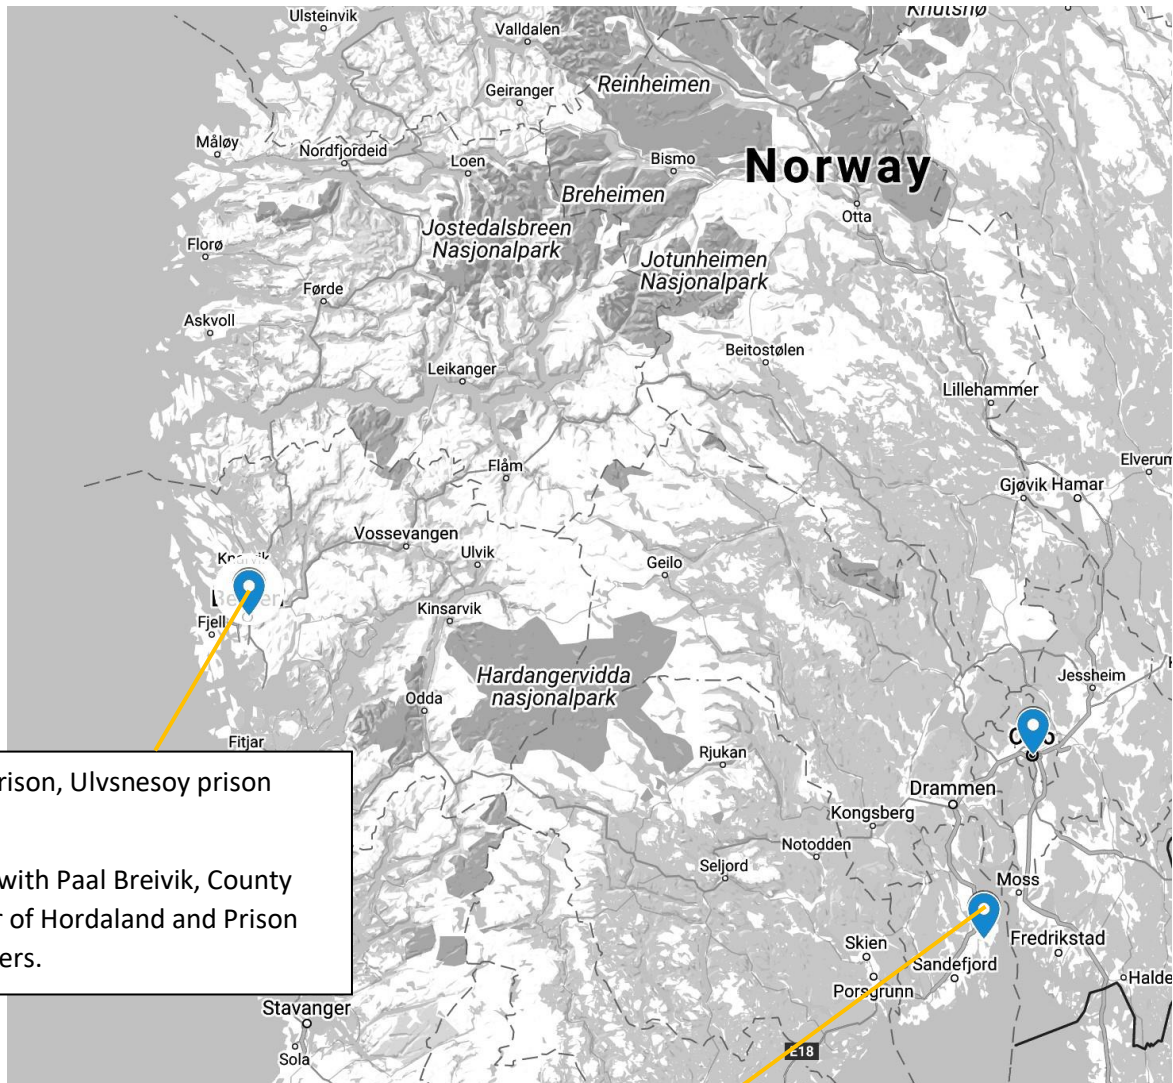 Ulsteinvik
Knutshø
Valldalen
Reinheimen
Geiranger
Måløy
Nordfjordeid
Loen
Bismo
Norway
Breheimen
Otta
Jostedalsbreen
Nasjonalpark
Florø
Jotunheimen
Nasjonalpark
Førde
Askvoll
Beitostølen
Leikanger
Lillehammer
Elverum
Flåm
Gjøvik Hamar
Vossevangen
Ulvik
Geilo
Kinsarvik
Fjell
Hardangervidda
nasjonalpark
Jessheim
Odda
Fitjar
Rjukan
Drammen
rison, Ulvsnesoy prison
Kongsberg
Notodden
Seljord
Moss
with Paal Breivik, County
r of Hordaland and Prison
ers.
Skien
Fredrikstad
Sandefjord
Porsgrunn
Halde
Stavanger
Sola
E18